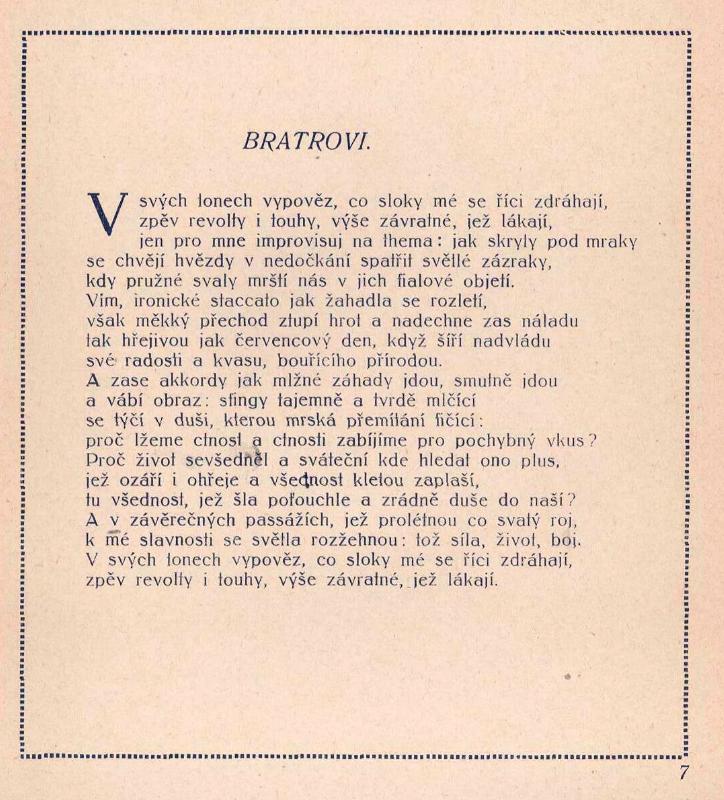 BRATROVI.
V svých tonech vypověz, co sloky mé se říci zdráhají,
zpěv revolty i touhy, výše závratné, jež lákají,
jen pro mne improvisuj na thema: jak skryty pod mraky
se chvějí hvězdy v nedočkání spatřit světlé zázraky,
kdy pružné svaly mrští nás v jich fialové objetí.
Vím, ironické staccato jak žahadla se rozletí,
však měkký přechod ztupí hrot a nadechne zas náladu
tak hřejivou jak červencový den, když šíří nadvládu
své radosti a kvasu, bouřícího přírodou.
A zase akkordy jak mlžné záhady jdou, smutně jdou
a vábí obraz: sfingy tajemně a tvrdě mlčící
se týčí v duši, kterou mrská přemítání fičící:
proč lžeme ctnost a ctnosti zabíjíme pro pochybný vkus?
Proč život sevšedněl a sváteční kde hledat ono plus,
jež ozáří i ohřeje a všednost kletou zaplaší,
tu všednost, jež šla poťouchle a zrádně duše do naší?
A v závěrečných passážích, jež prolétnou co svatý roj,
k mé slavnosti se světla rozžehnou: tož síla, život, boj.
V svých tonech vypověz, co sloky mé se říci zdráhají,
zpěv revolty i touhy, výše závratné, jež lákají.
7